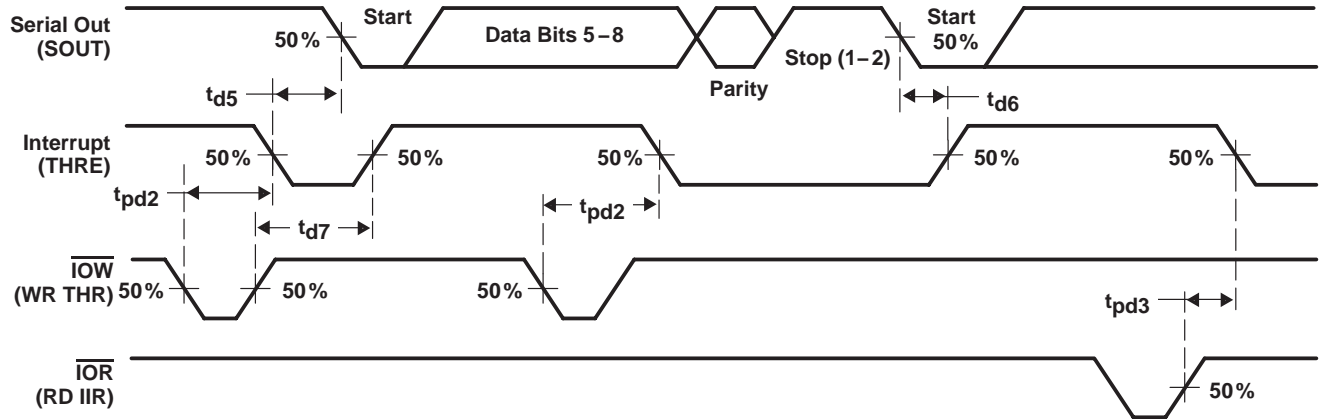 Serial Out
(SOUT)
50%
Start
Data Bits 5–8
Parity
Stop (1–2)
Start
50%
td5
td6
Interrupt
(THRE)
50%
50%
50%
50%
50%
tpd2
td7
tpd2
IOW
(WR THR)
50%
50%
50%
tpd3
IOR
(RD IIR)
50%